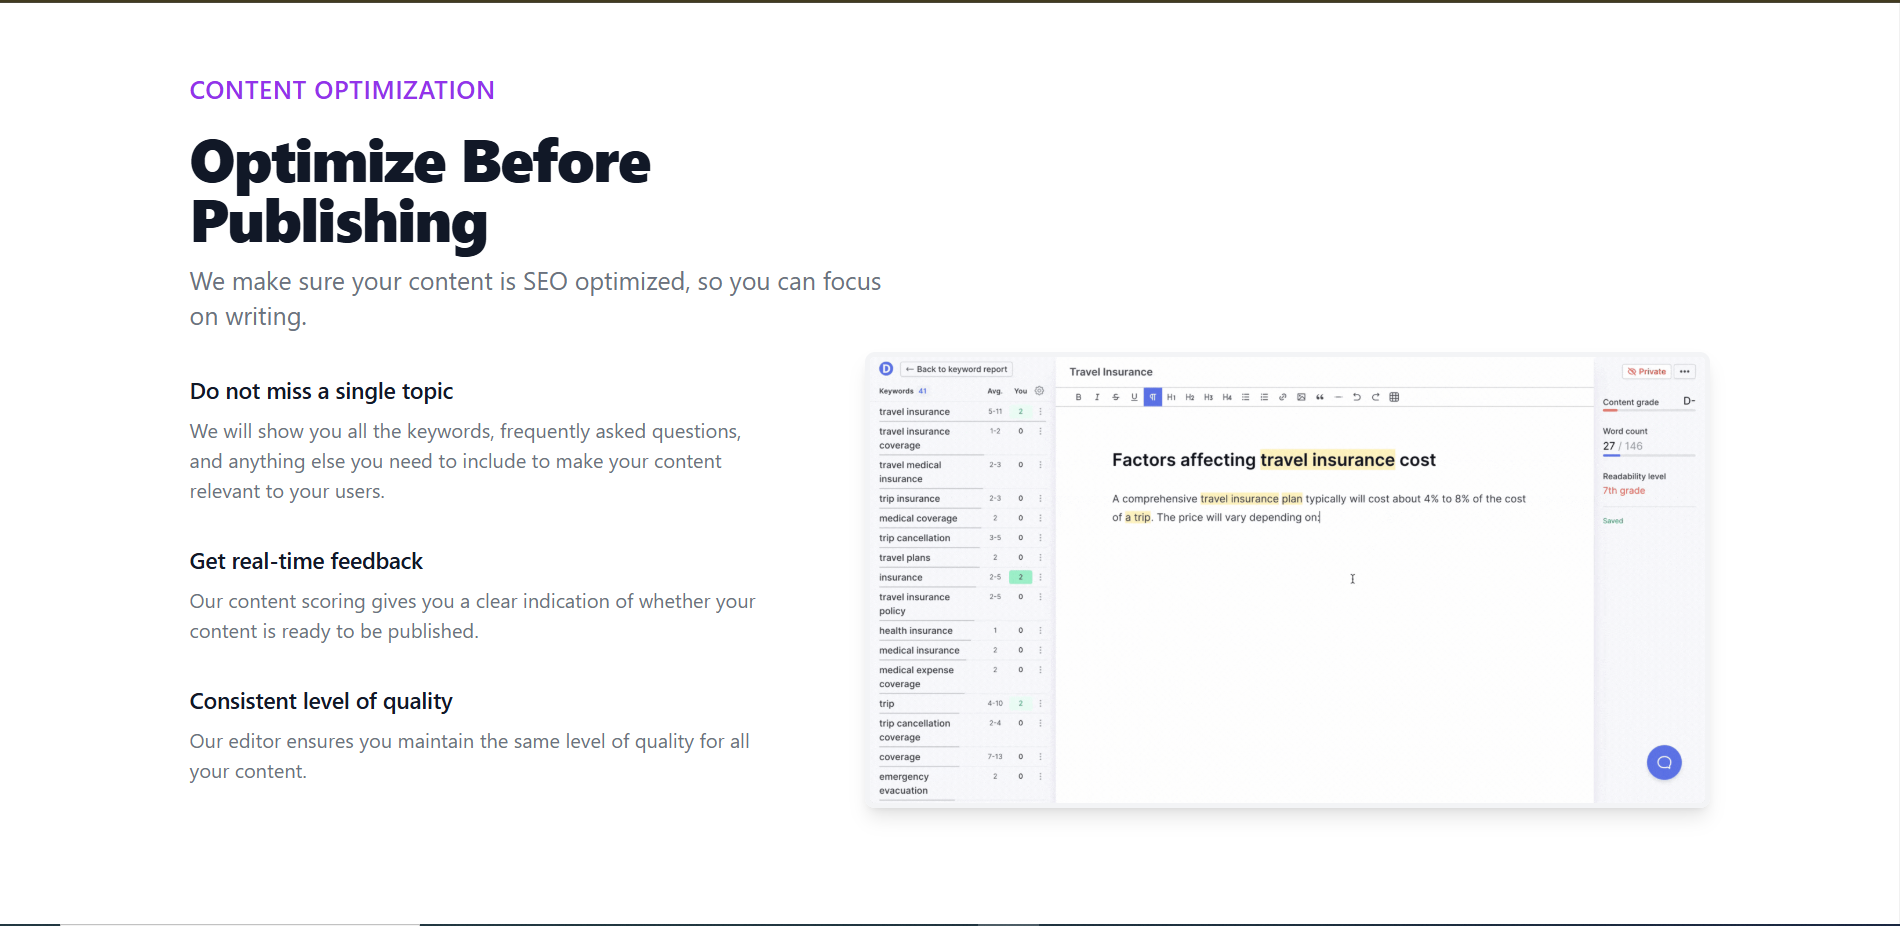 CONTENT OPTIMIZATION
Optimize Before
Publishing
We make sure your content is SEO optimized, so you can focus
on writing.
Do not miss a single topic
We will show you all the keywords, frequently asked questions,
and anything else you need to include to make your content
relevant to your users.
Get real-time feedback
Our content scoring gives you a clear indication of whether your
content is ready to be published.
Consistent level of quality
Our editor ensures you maintain the same level of quality for all
your content.
D ← Back to keyword report
Keywords 41 Avg. You
travel insurance 5-11 2
travel insurance 1-2 0
coverage
travel medical 2-3 0
insurance
trip insurance 2-3 0
medical coverage 2 0
trip cancellation 3-5 0
travel plans 2 0
insurance 2-5 2
travel insurance 2-5 0
policy
health insurance 1 0
medical insurance 2 0
medical expense 2 0
coverage
trip 4-10 2
trip cancellation 2-4 0
coverage
coverage 7-13 0
emergency 2 0
evacuation
Travel Insurance
B I S U ¶ H1 H2 H3 H4
Factors affecting travel insurance cost
A comprehensive travel insurance plan typically will cost about 4% to 8% of the cost
of a trip. The price will vary depending on:
Private
Content grade D-
Word count
27 / 146
Readability level
7th grade
Saved